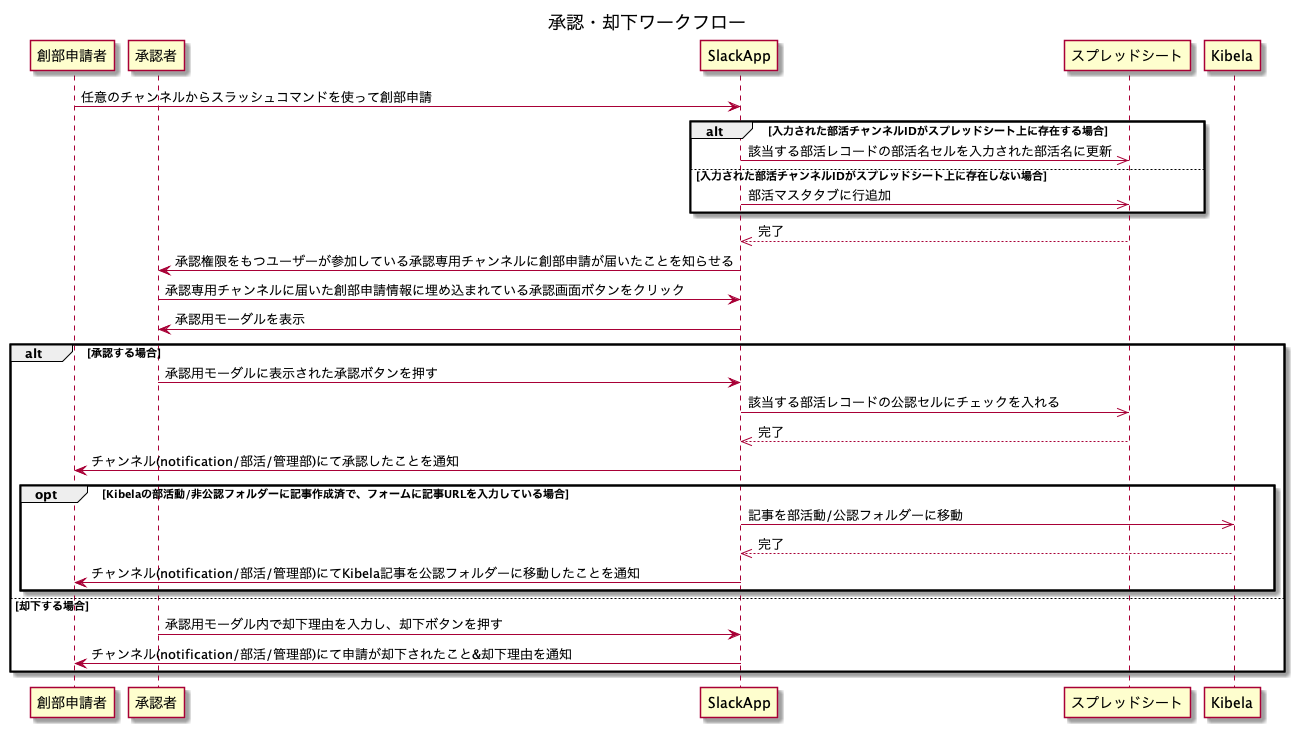 承認・却下ワークフロー
創部申請者
承認者
SlackApp
スプレッドシート
Kibela
任意のチャンネルからスラッシュコマンドを使って創部申請
alt
[入力された部活チャンネルIDがスプレッドシート上に存在する場合]
該当する部活レコードの部活名セルを入力された部活名に更新
[入力された部活チャンネルIDがスプレッドシート上に存在しない場合]
部活マスタタブに行追加
完了
承認権限をもつユーザーが参加している承認専用チャンネルに創部申請が届いたことを知らせる
承認専用チャンネルに届いた創部申請情報に埋め込まれている承認画面ボタンをクリック
承認用モーダルを表示
alt
[承認する場合]
承認用モーダルに表示された承認ボタンを押す
該当する部活レコードの公認セルにチェックを入れる
完了
チャンネル(notification/部活/管理部)にて承認したことを通知
opt
[Kibelaの部活動/非公認フォルダーに記事作成済で、フォームに記事URLを入力している場合]
記事を部活動/公認フォルダーに移動
完了
チャンネル(notification/部活/管理部)にてKibela記事を公認フォルダーに移動したことを通知
[却下する場合]
承認用モーダル内で却下理由を入力し、却下ボタンを押す
チャンネル(notification/部活/管理部)にて申請が却下されたこと&却下理由を通知
創部申請者
承認者
SlackApp
スプレッドシート
Kibela